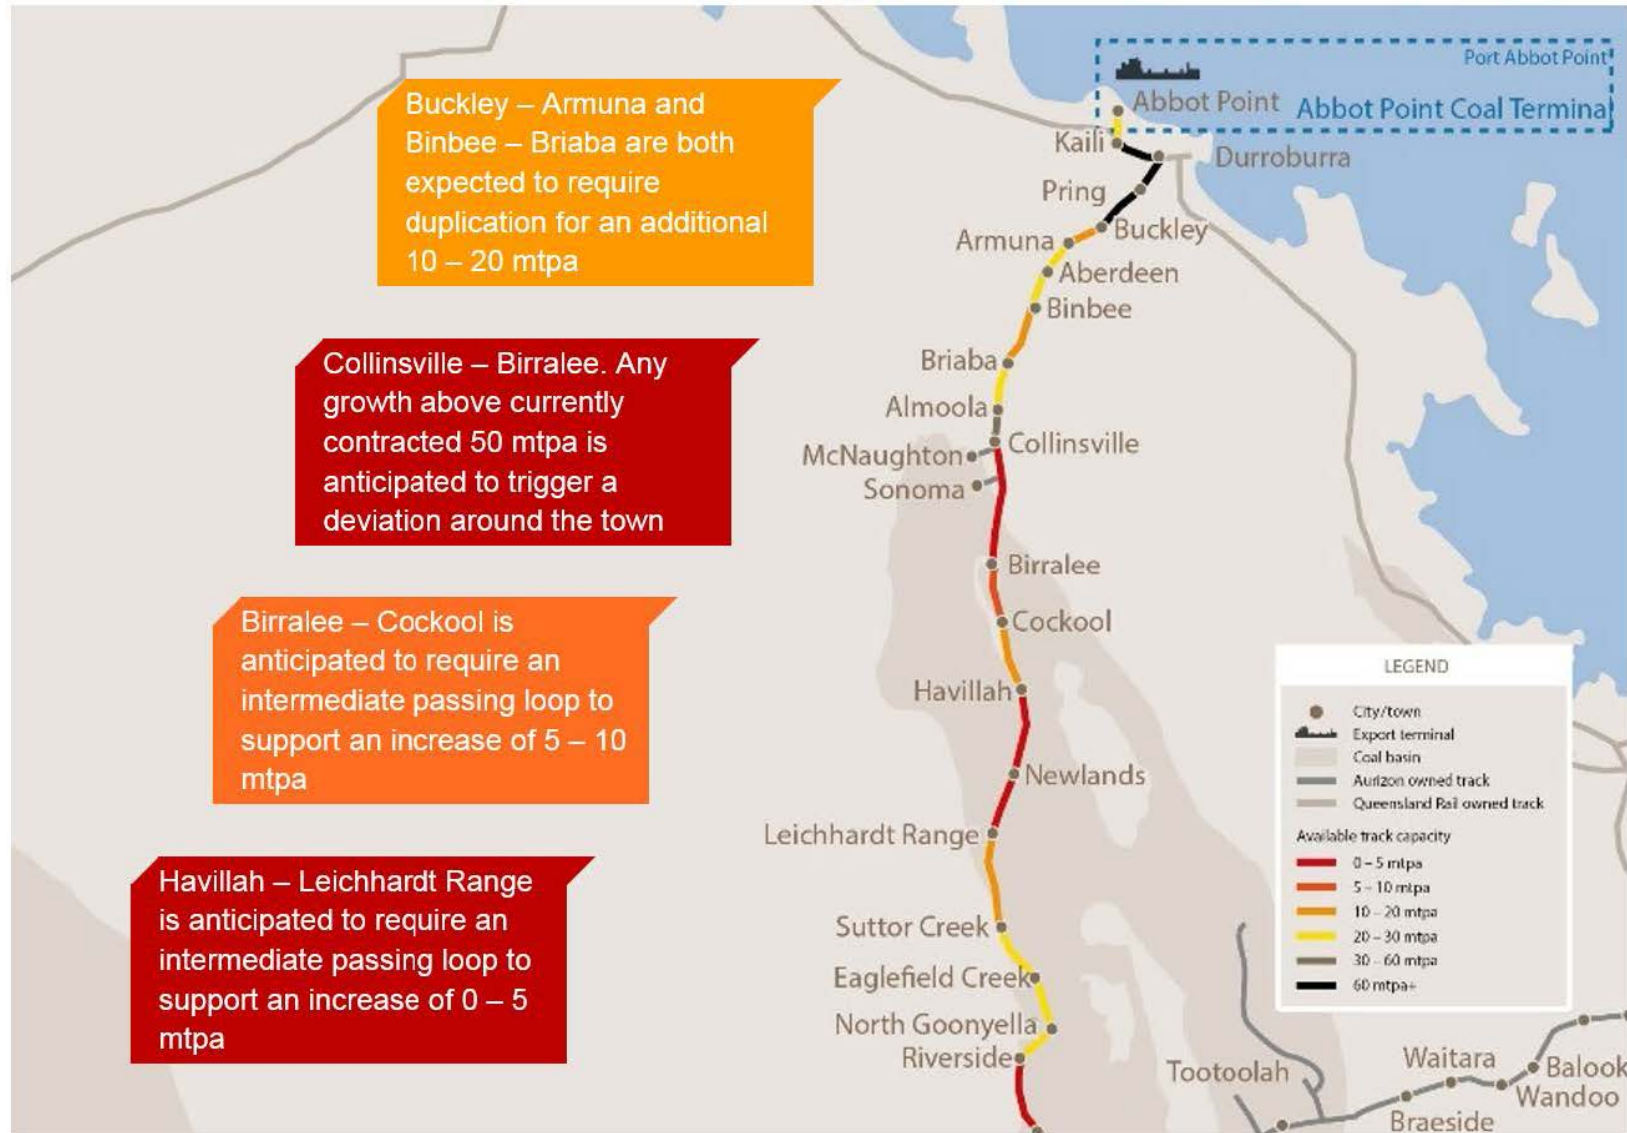 Buckley – Armuna and
Binbee – Briaba are both
expected to require
duplication for an additional
10 – 20 mtpa
Collinsville – Birralee. Any
growth above currently
contracted 50 mtpa is
anticipated to trigger a
deviation around the town
Birralee – Cockool is
anticipated to require an
intermediate passing loop to
support an increase of 5 – 10
mtpa
Havillah – Leichhardt Range
is anticipated to require an
intermediate passing loop to
support an increase of 0 – 5
mtpa
Port Abbot Point
Abbot Point
Abbot Point Coal Terminal
Kaili
Durroburra
Pring
Buckley
Armuna
Aberdeen
Binbee
Briaba
Almoola
Collinsville
McNaughton
Sonoma
Birralee
Cockool
Havillah
Newlands
Leichhardt Range
Suttor Creek
Eaglefield Creek
North Goonyella
Riverside
Tootoolah
Waitara
Balook
Wandoo
Braeside
LEGEND
City/town
Export terminal
Coal basin
Aurizon owned track
Queensland Rail owned track
Available track capacity
0 – 5 mtpa
5 – 10 mtpa
10 – 20 mtpa
20 – 30 mtpa
30 – 60 mtpa
60 mtpa+